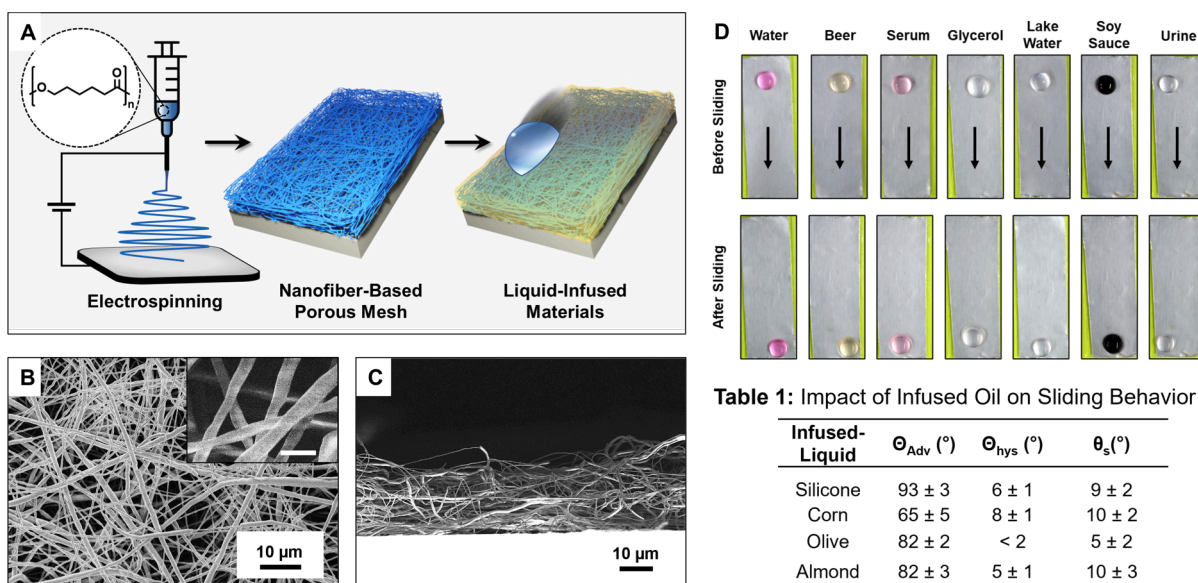 A
O
O
n
Electrospinning
Nanofiber-Based
Porous Mesh
Liquid-Infused
Materials
B
10 µm
C
10 µm
D
Water
Beer
Serum
Glycerol
Lake
Water
Soy
Sauce
Urine
Before Sliding
After Sliding
Table 1: Impact of Infused Oil on Sliding Behavior
Infused-
Liquid
Θ_Adv (°)
Θ_hys (°)
θ_s(°)
Silicone 93 ± 3 6 ± 1 9 ± 2
Corn 65 ± 5 8 ± 1 10 ± 2
Olive 82 ± 2 < 2 5 ± 2
Almond 82 ± 3 5 ± 1 10 ± 3